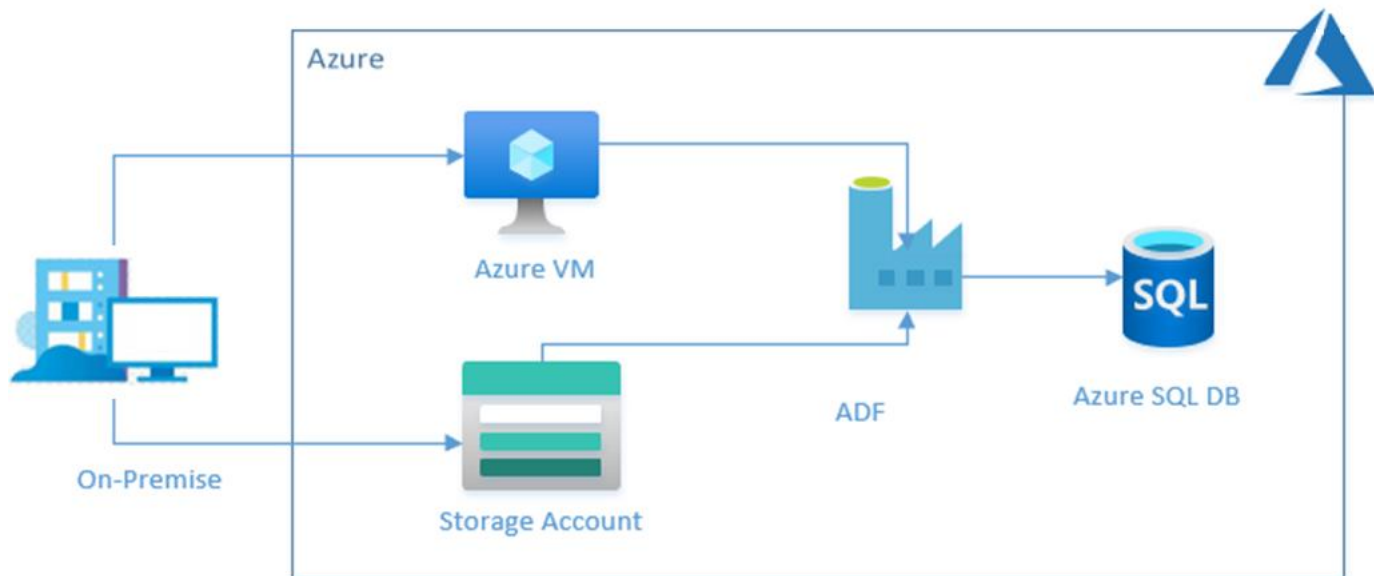 Azure
Azure VM
SQL
Azure SQL DB
ADF
On-Premise
Storage Account